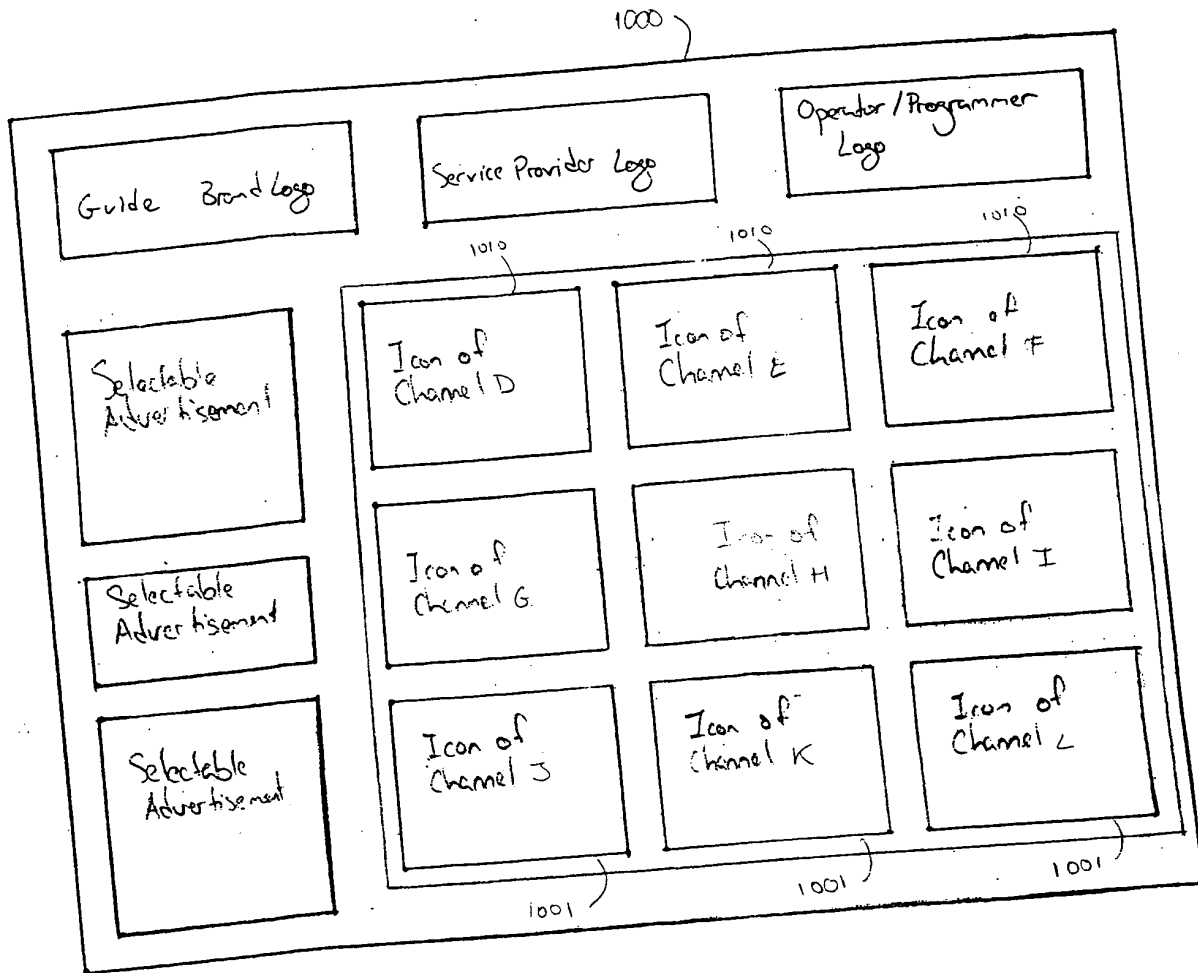 1000
Guide Brand Logo
Service Provider Logo
Operator/Programmer
Logo
1010
1010
1010
Selectable
Advertisement
Icon of
Channel D
Icon of
Channel E
Icon of
Channel F
Selectable
Advertisement
Icon of
Channel G
Icon of
Channel H
Icon of
Channel I
Selectable
Advertisement
Icon of
Channel J
Icon of
Channel K
Icon of
Channel L
1001
1001
1001